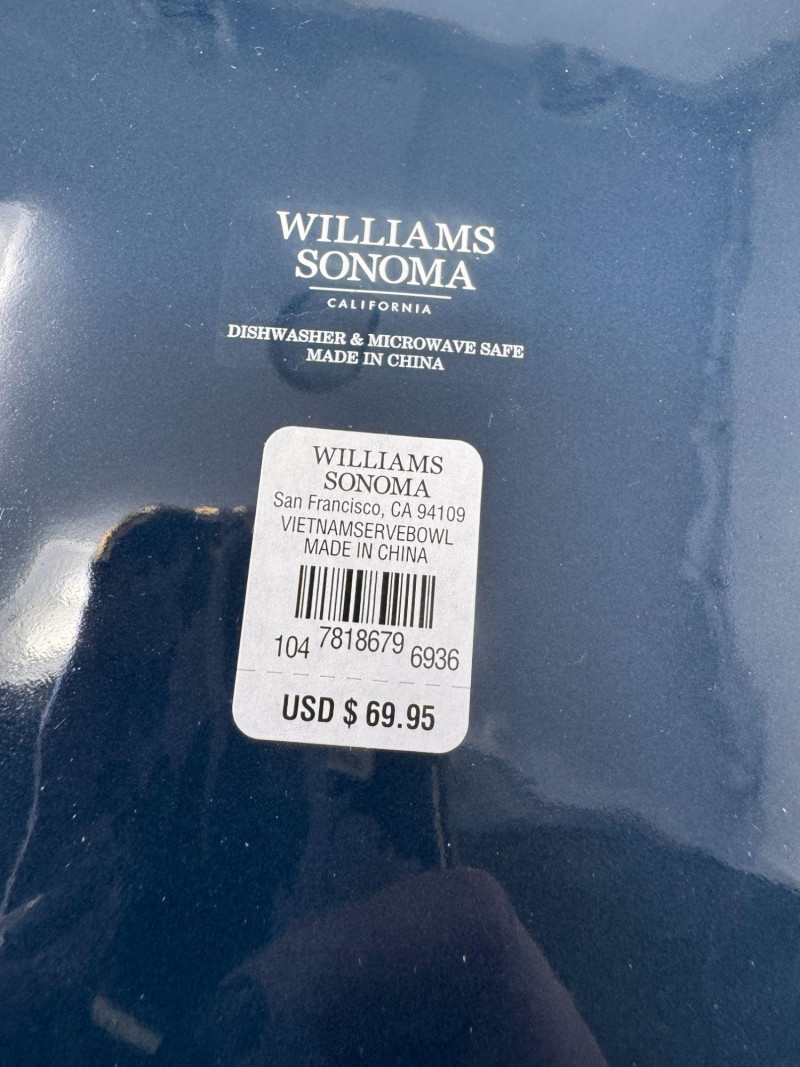 WILLIAMS
SONOMA
CALIFORNIA
DISHWASHER & MICROWAVE SAFE
MADE IN CHINA
WILLIAMS
SONOMA
San Francisco, CA 94109
VIETNAMSERVEBOWL
MADE IN CHINA
104 7818679 6936
USD $ 69.95